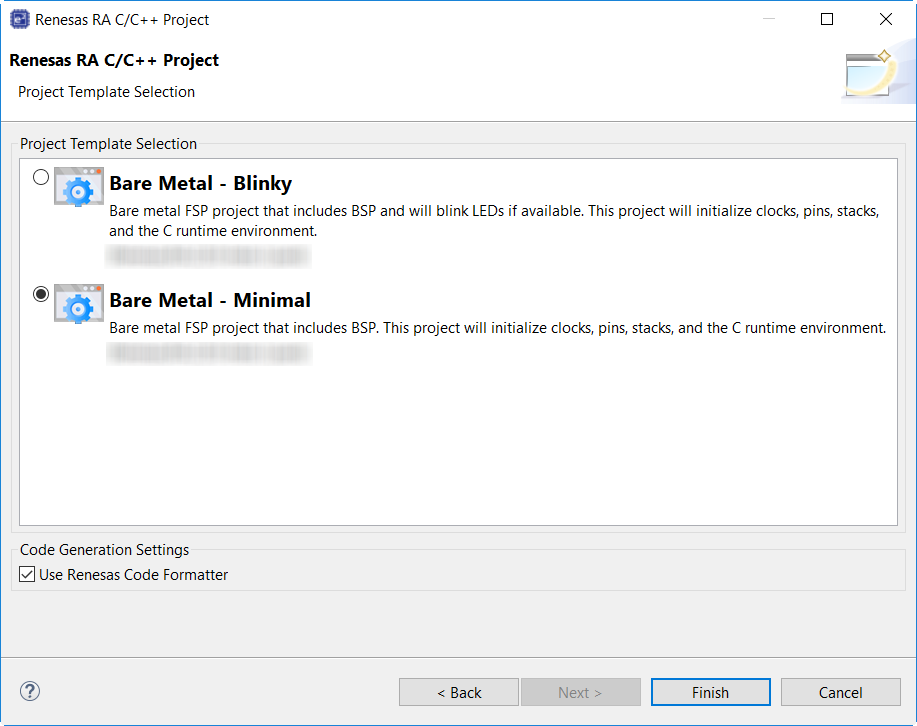 Renesas RA C/C++ Project
Renesas RA C/C++ Project
Project Template Selection
Project Template Selection
Bare Metal - Blinky
Bare metal FSP project that includes BSP and will blink LEDs if available. This project will initialize clocks, pins, stacks,
and the C runtime environment.
Bare Metal - Minimal
Bare metal FSP project that includes BSP. This project will initialize clocks, pins, stacks, and the C runtime environment.
Code Generation Settings
Use Renesas Code Formatter
?
< Back
Next >
Finish
Cancel